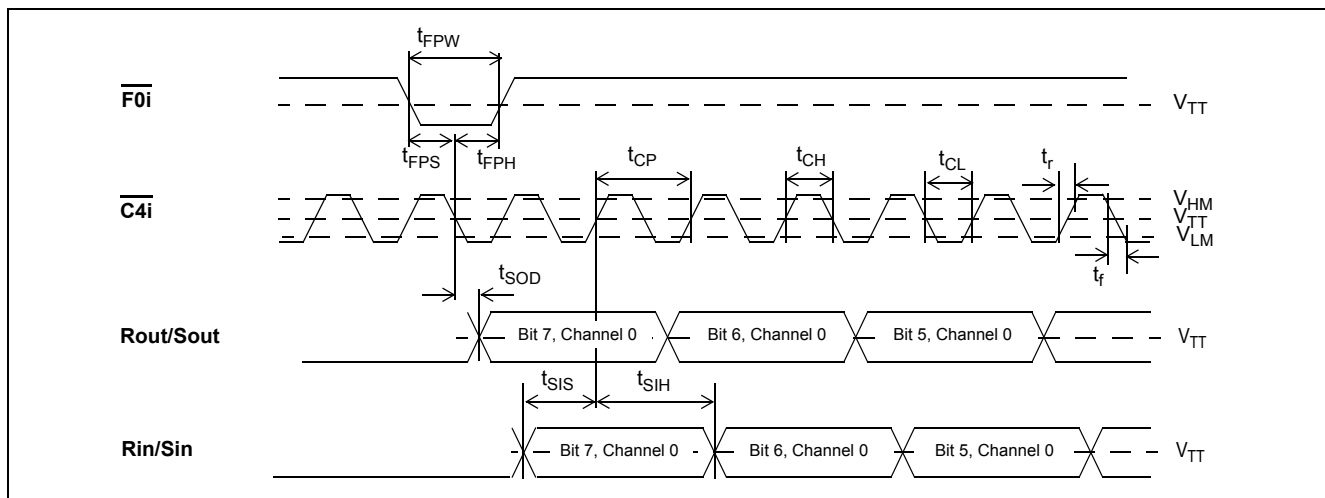 tFPW
F0i
VTT
tFPS tFPH tCP tCH tCL tr
C4i
VHM
VTT
VLM
tSOD tf
Rout/Sout Bit 7, Channel 0 Bit 6, Channel 0 Bit 5, Channel 0 VTT
tSIS tSIH
Rin/Sin Bit 7, Channel 0 Bit 6, Channel 0 Bit 5, Channel 0 VTT